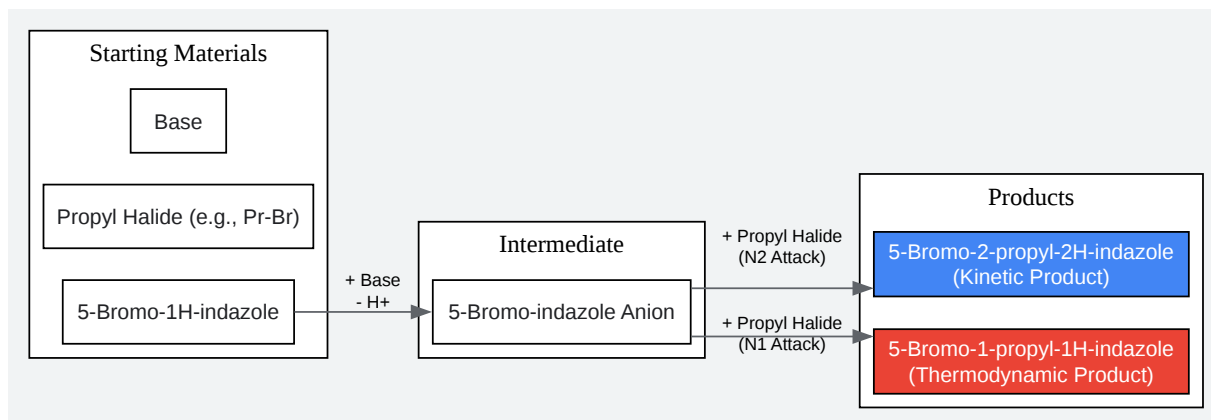 Starting Materials
Base
Propyl Halide (e.g., Pr-Br)
5-Bromo-1H-indazole
+ Base
- H+
Intermediate
5-Bromo-indazole Anion
+ Propyl Halide
(N2 Attack)
+ Propyl Halide
(N1 Attack)
Products
5-Bromo-2-propyl-2H-indazole
(Kinetic Product)
5-Bromo-1-propyl-1H-indazole
(Thermodynamic Product)